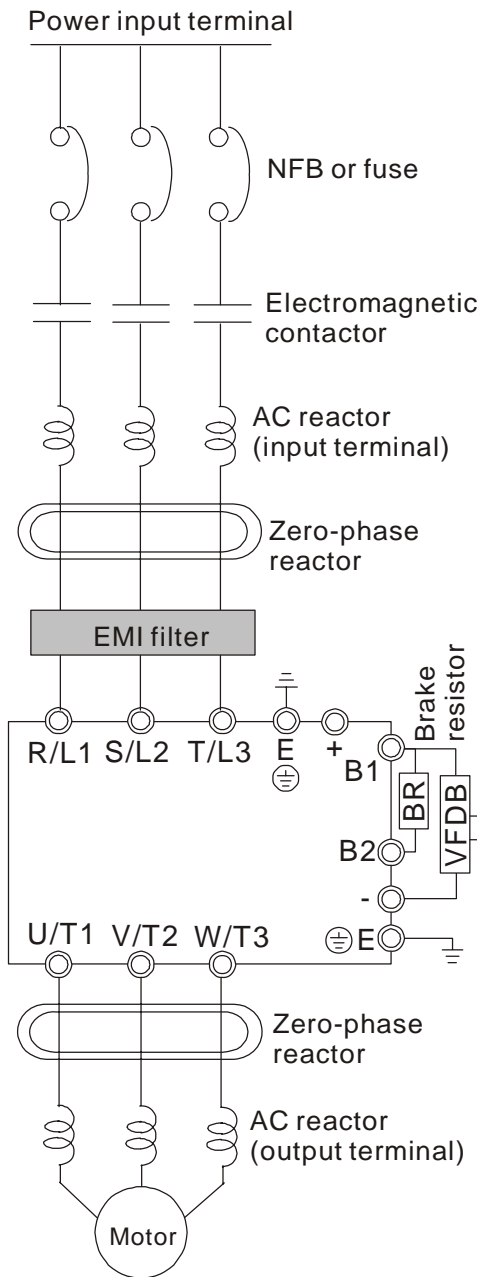 Power input terminal
NFB or fuse
Electromagnetic
contactor
AC reactor
(input terminal)
Zero-phase
reactor
EMI filter
Brake
resistor
R/L1 S/L2 T/L3 E +
B1
BR
VFDB
B2
-
E
U/T1 V/T2 W/T3
Zero-phase
reactor
AC reactor
(output terminal)
Motor